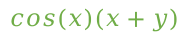 cos(x)(x + y)